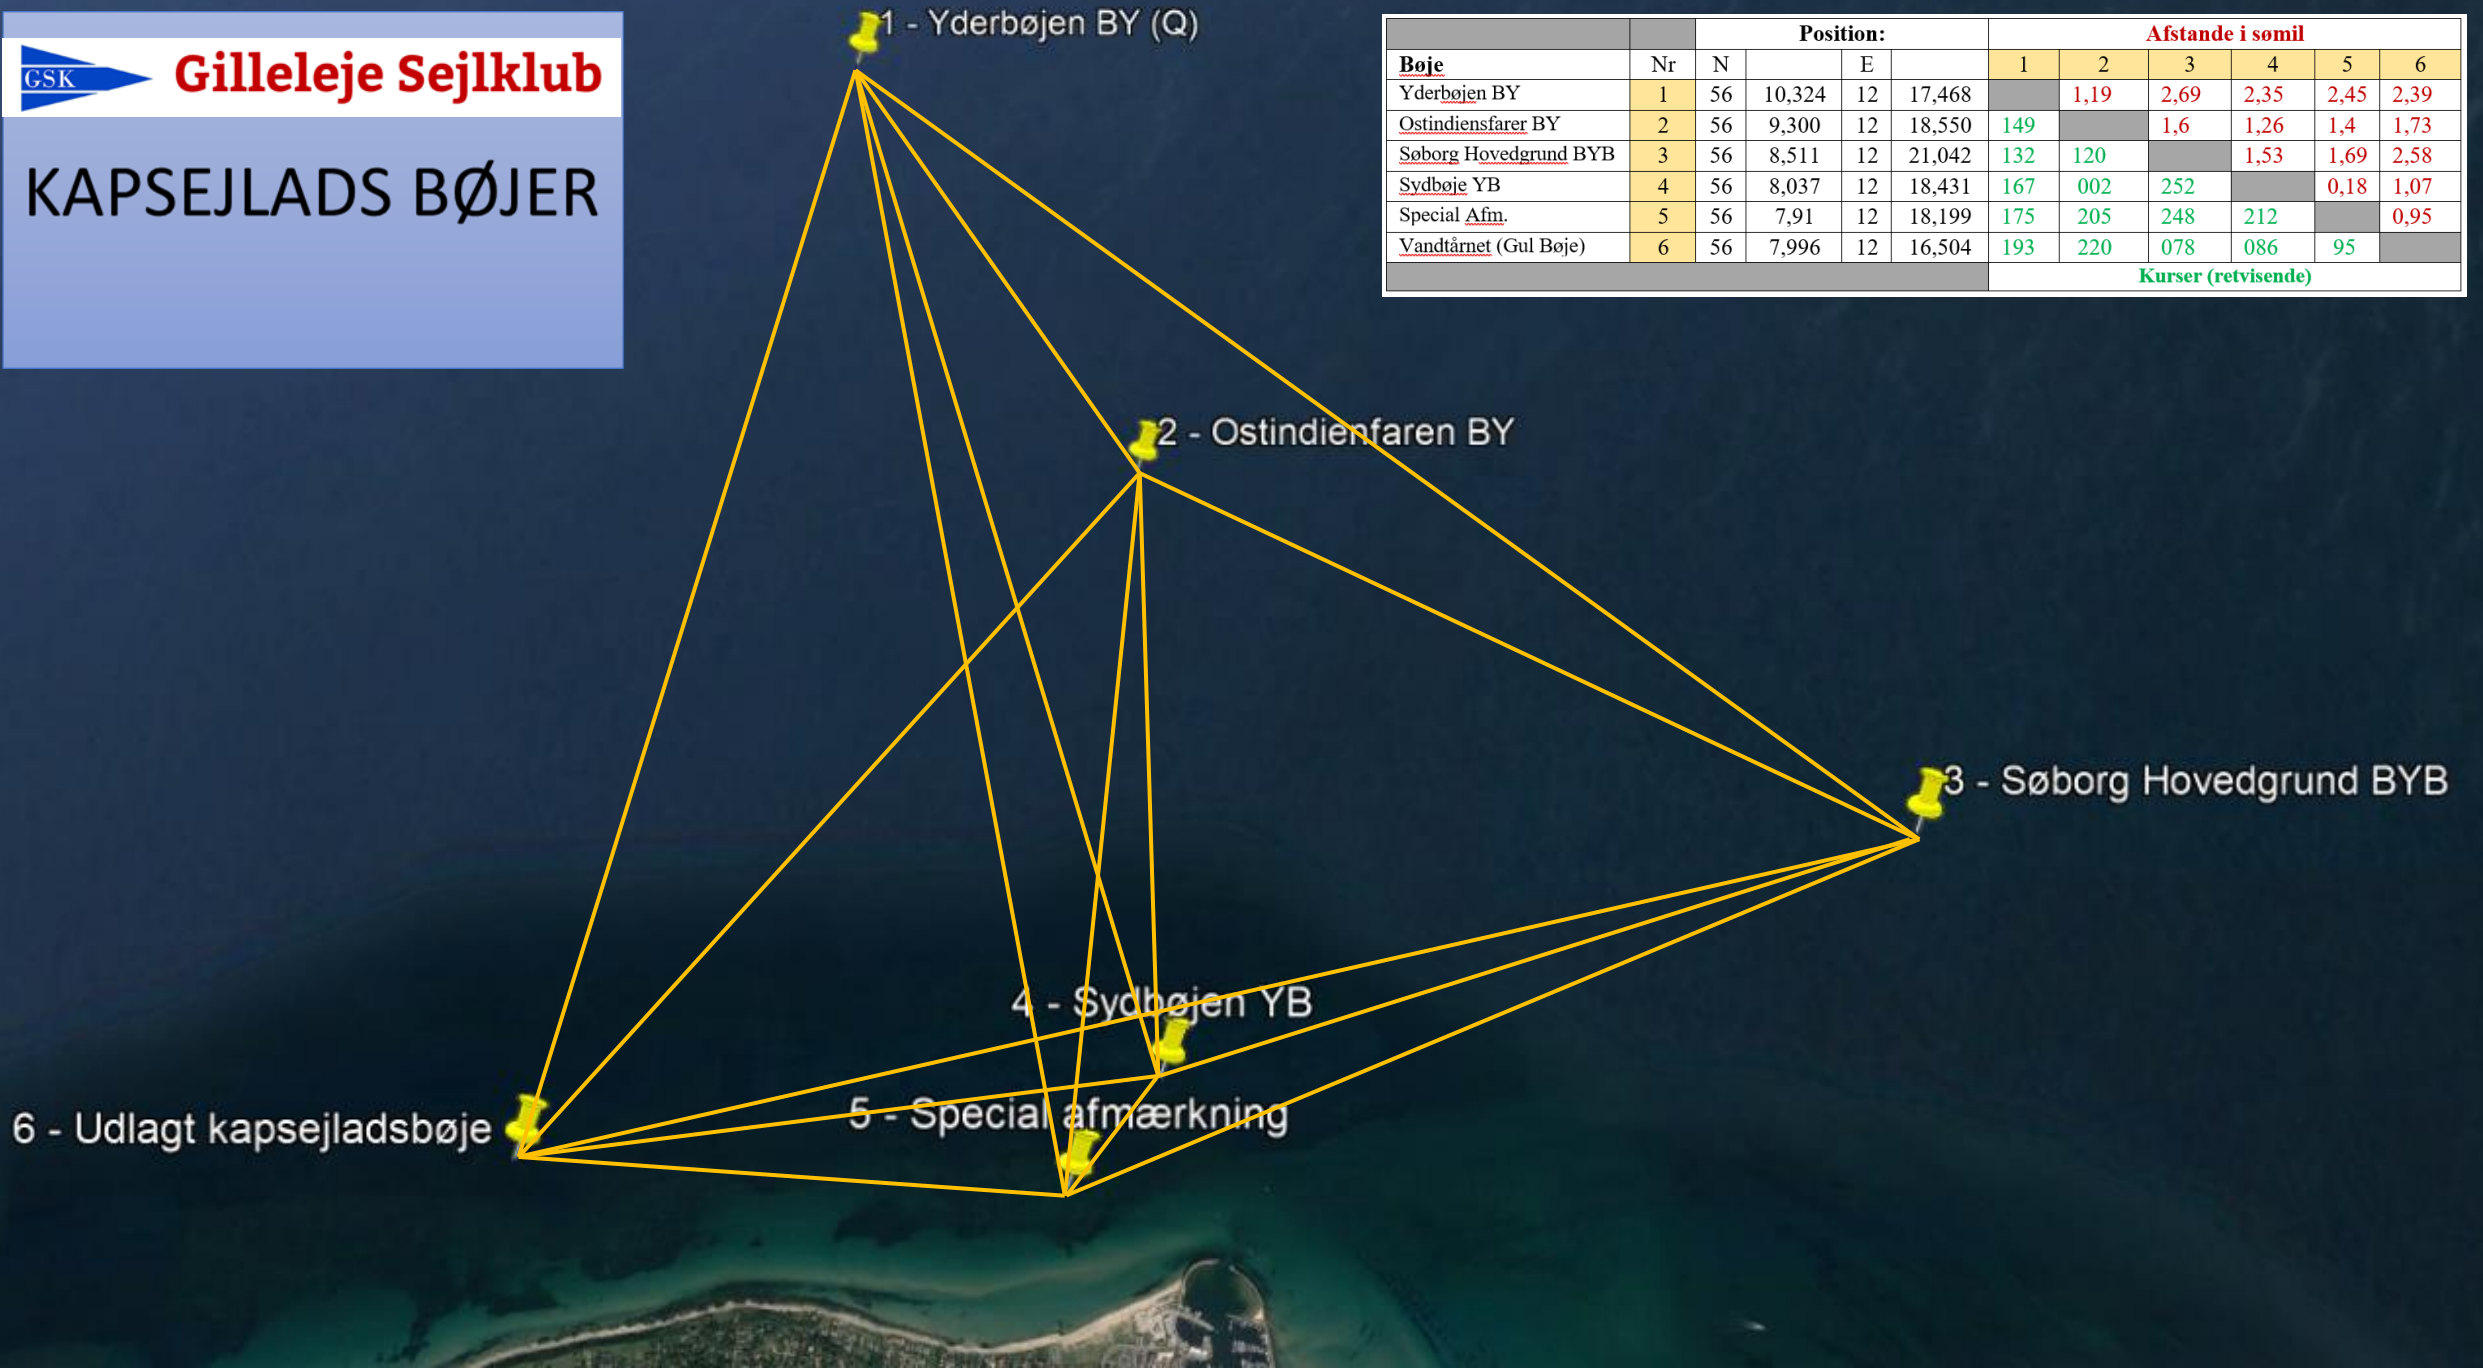 GSK Gilleleje Sejlklub
KAPSEJLADS BØJER
1 - Yderbøjen BY (Q)
Position: Afstande i sømil
Bøje Nr N E 1 2 3 4 5 6
Yderbøjen BY 1 56 10,324 12 17,468 1,19 2,69 2,35 2,45 2,39
Ostindiensfarer BY 2 56 9,300 12 18,550 149 1,6 1,26 1,4 1,73
Søborg Hovedgrund BYB 3 56 8,511 12 21,042 132 120 1,53 1,69 2,58
Sydbøje YB 4 56 8,037 12 18,431 167 002 252 0,18 1,07
Special Afm. 5 56 7,91 12 18,199 175 205 248 212 0,95
Vandtårnet (Gul Bøje) 6 56 7,996 12 16,504 193 220 078 086 95
Kurser (retvisende)
2 - Ostindienfaren BY
3 - Søborg Hovedgrund BYB
4 - Sydbøjen YB
5 - Special afmærkning
6 - Udlagt kapsejladsbøje